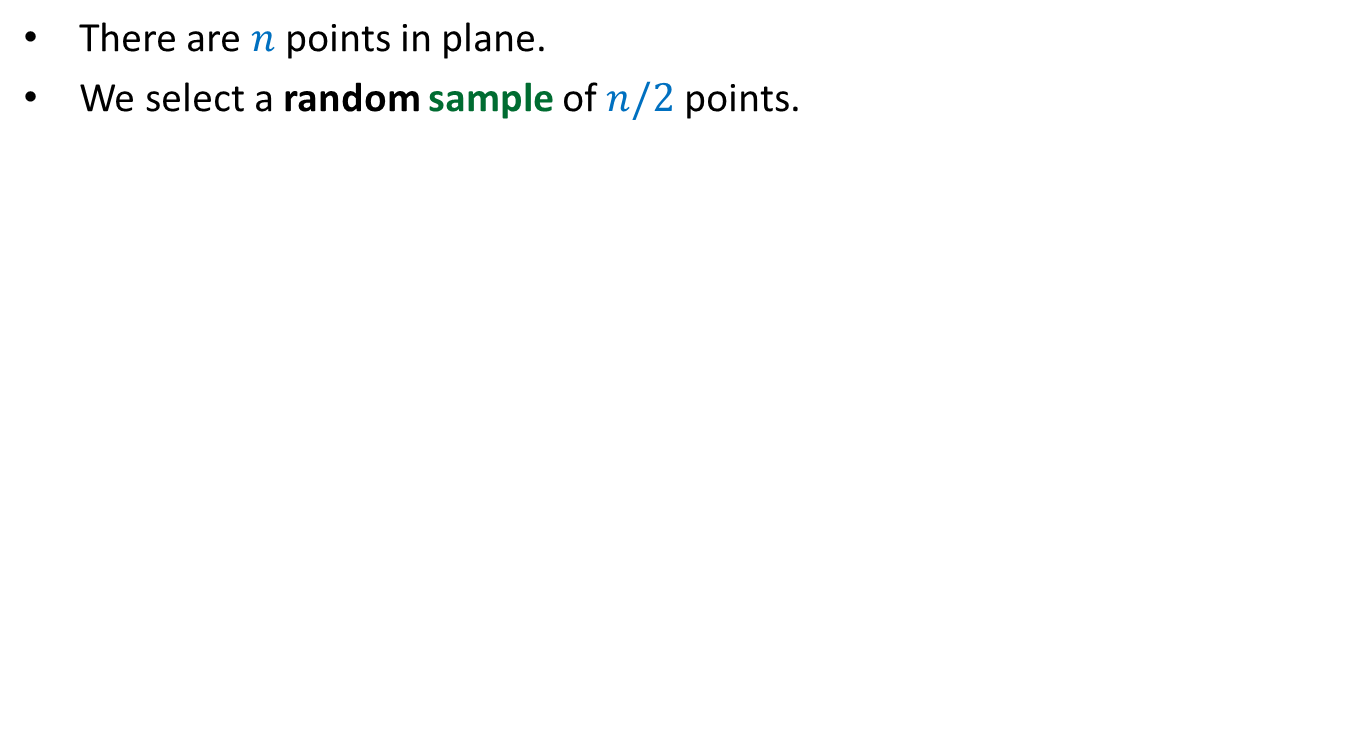 • There are n points in plane.
• We select a random sample of n/2 points.